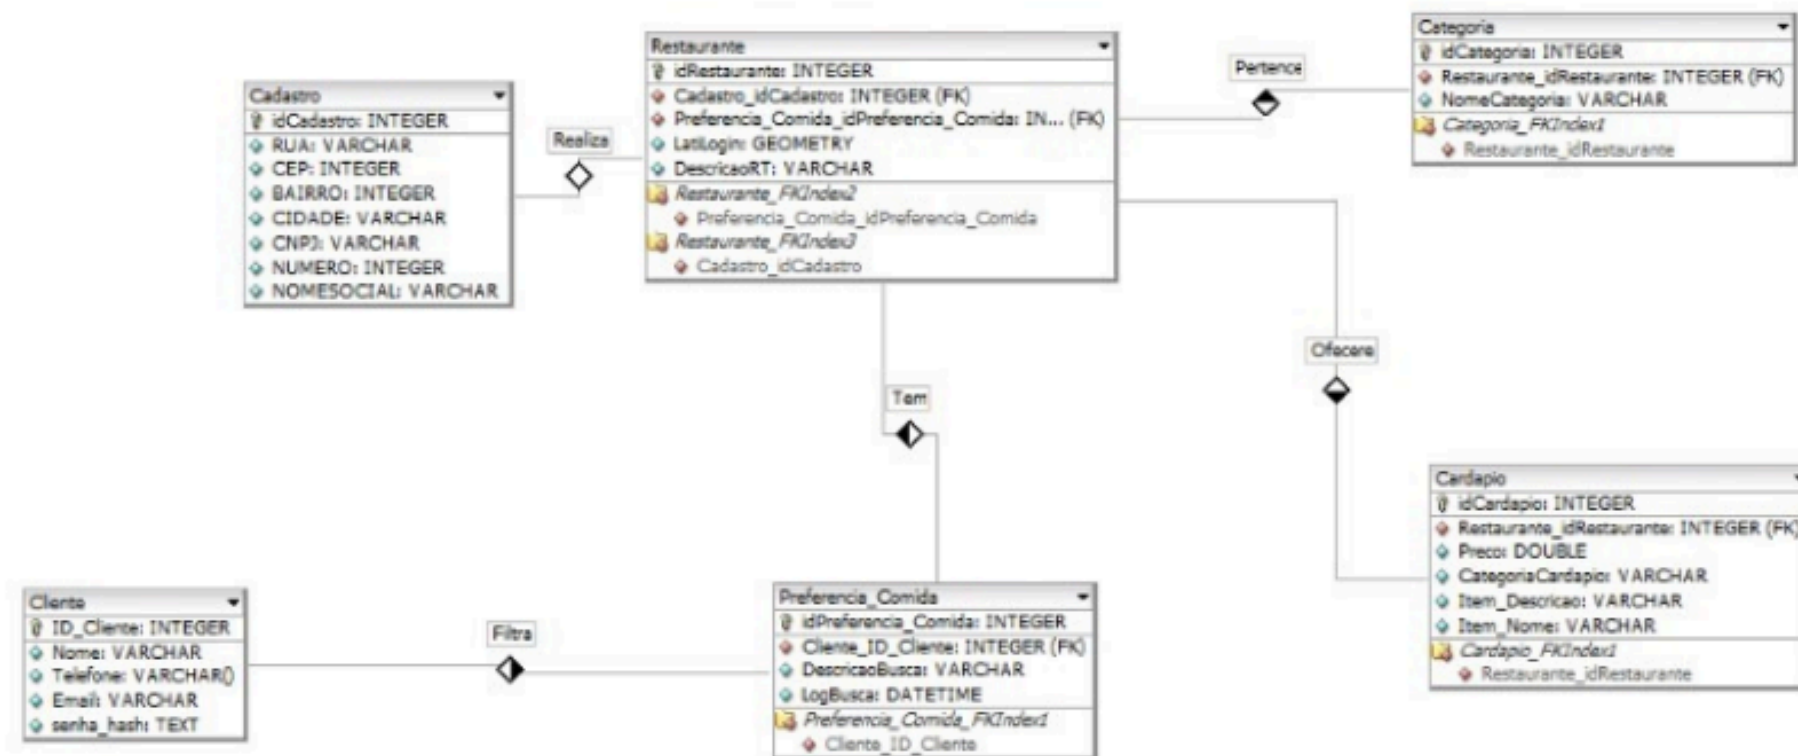 Cadastro
idCadastro: INTEGER
RUA: VARCHAR
CEP: INTEGER
BAIRRO: INTEGER
CIDADE: VARCHAR
CNPJ: VARCHAR
NUMERO: INTEGER
NOMESOCIAL: VARCHAR
Realiza
Restaurante
idRestaurante: INTEGER
Cadastro_idCadastro: INTEGER (FK)
Preferencia_Comida_idPreferencia_Comida: IN... (FK)
LatiLogin: GEOMETRY
DescricaoRT: VARCHAR
Restaurante_FKIndex2
Preferencia_Comida_idPreferencia_Comida
Restaurante_FKIndex3
Cadastro_idCadastro
Pertence
Categoria
idCategoria: INTEGER
Restaurante_idRestaurante: INTEGER (FK)
NomeCategoria: VARCHAR
Categoria_FKIndex1
Restaurante_idRestaurante
Ofecere
Tem
Cardapio
idCardapio: INTEGER
Restaurante_idRestaurante: INTEGER (FK)
Preco: DOUBLE
CategoriaCardapio: VARCHAR
Item_Descricao: VARCHAR
Item_Nome: VARCHAR
Cardapio_FKIndex1
Restaurante_idRestaurante
Cliente
ID_Cliente: INTEGER
Nome: VARCHAR
Telefone: VARCHAR()
Email: VARCHAR
senha_hash: TEXT
Filtra
Preferencia_Comida
idPreferencia_Comida: INTEGER
Cliente_ID_Cliente: INTEGER (FK)
DescricaoBusca: VARCHAR
LogBusca: DATETIME
Preferencia_Comida_FKIndex1
Cliente_ID_Cliente